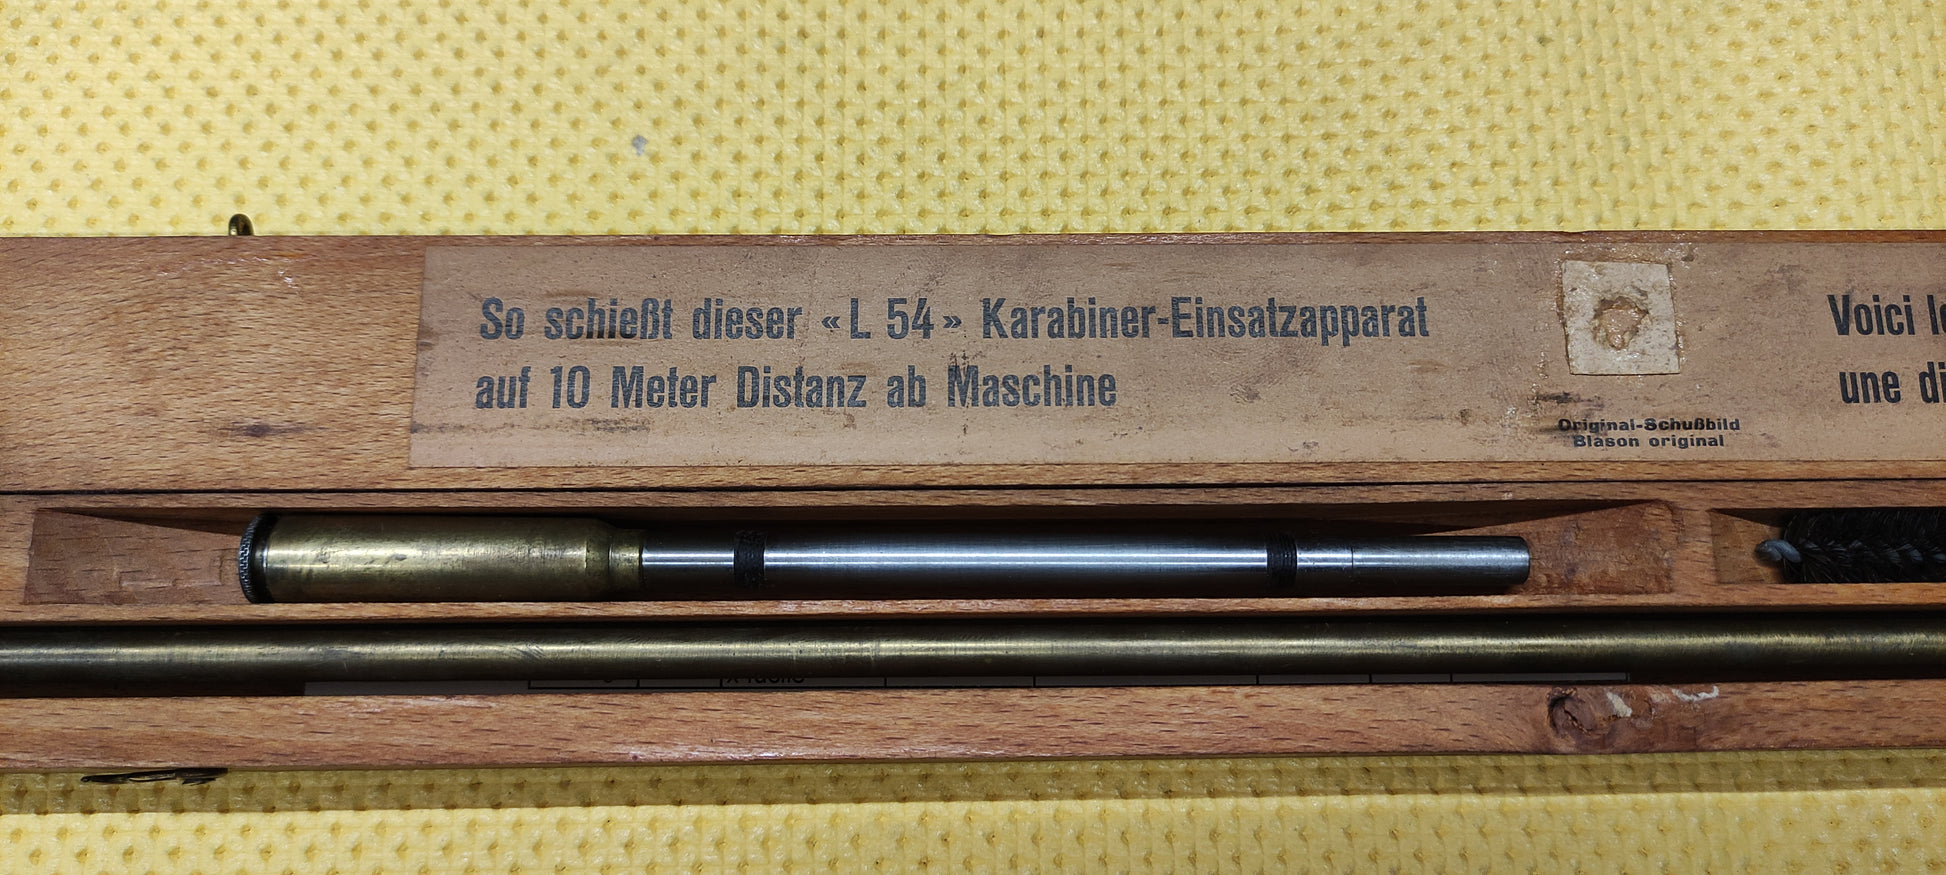 So schießt dieser «L 54» Karabiner-Einsatzapparat
auf 10 Meter Distanz ab Maschine
Original-Schußbild
Blason original
Voici
une